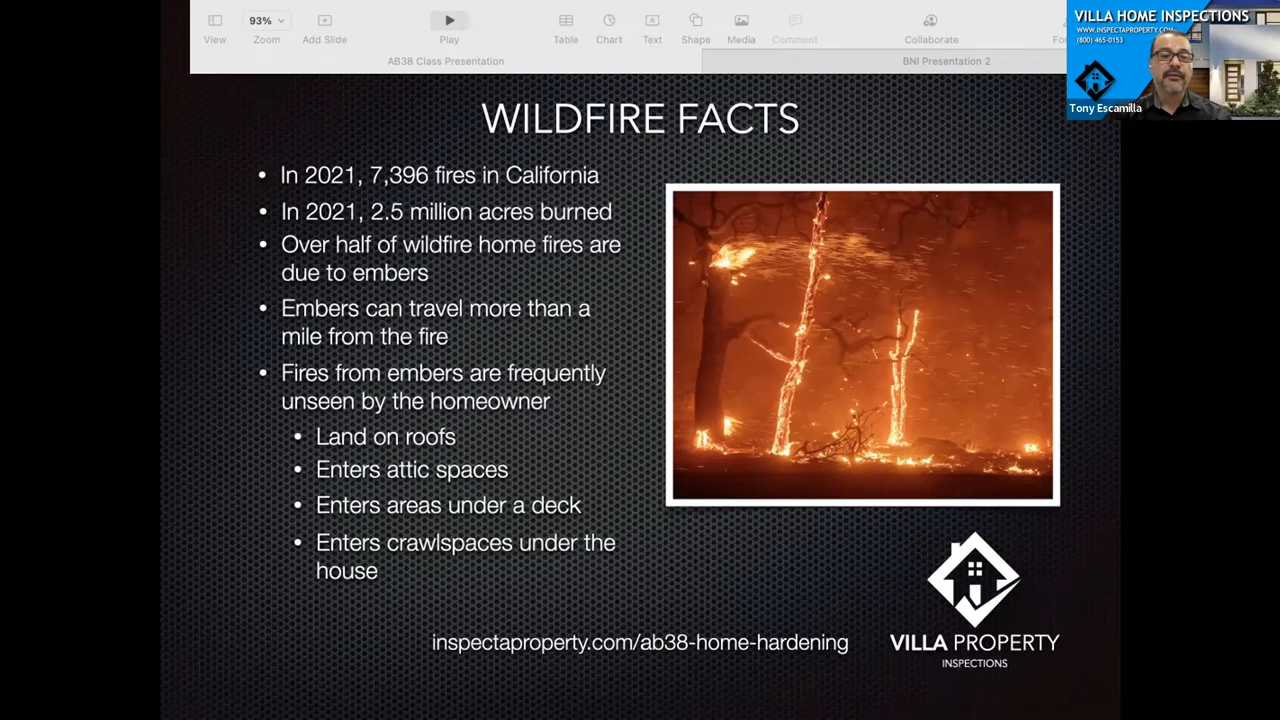 93%
View
Zoom
Add Slide
Play
Table
Chart
Text
Shape
Media
Comment
Collaborate
AB38 Class Presentation
BNI Presentation 2
VILLA HOME INSPECTIONS
WWW.INSPECTAPROPERTY.COM
(800) 465-0153
Tony Escamilla
WILDFIRE FACTS
• In 2021, 7,396 fires in California
• In 2021, 2.5 million acres burned
• Over half of wildfire home fires are
due to embers
• Embers can travel more than a
mile from the fire
• Fires from embers are frequently
unseen by the homeowner
• Land on roofs
• Enters attic spaces
• Enters areas under a deck
• Enters crawlspaces under the
house
inspectaproperty.com/ab38-home-hardening
VILLA PROPERTY
INSPECTIONS